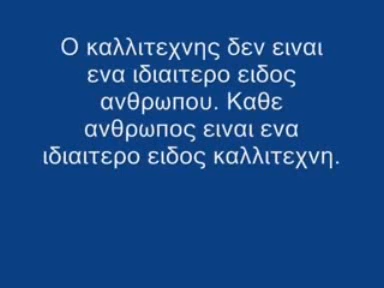 Ο καλλιτεχνης δεν ειναι
ενα ιδιαιτερο ειδος
ανθρωπου. Καθε
ανθρωπος ειναι ενα
ιδιαιτερο ειδος καλλιτεχνη.